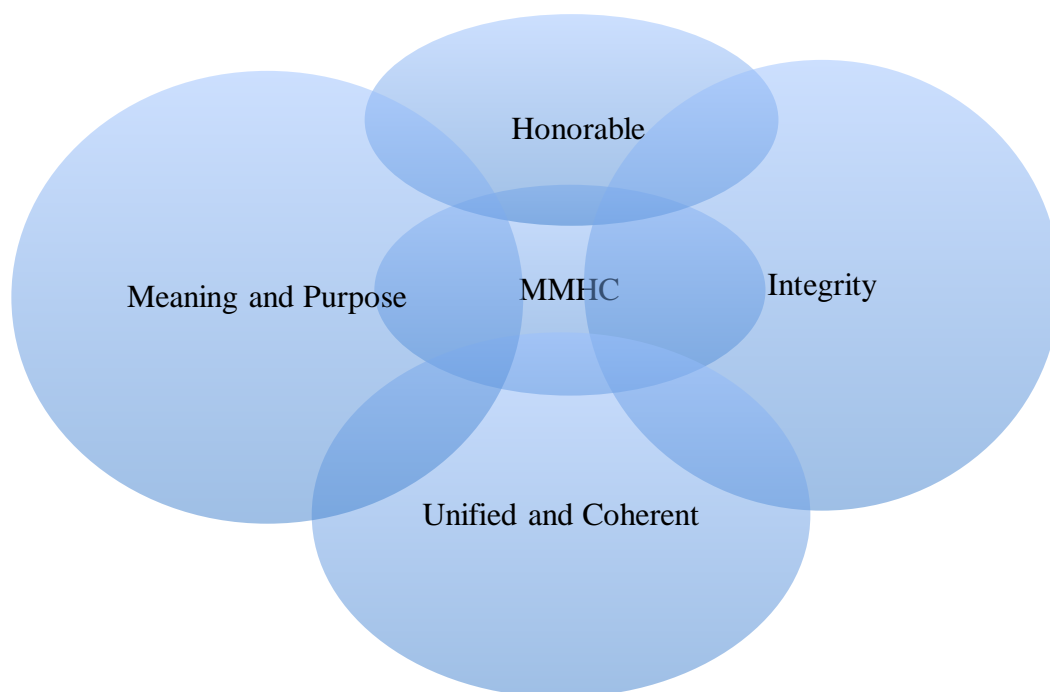 Honorable
Meaning and Purpose
MMHC
Integrity
Unified and Coherent